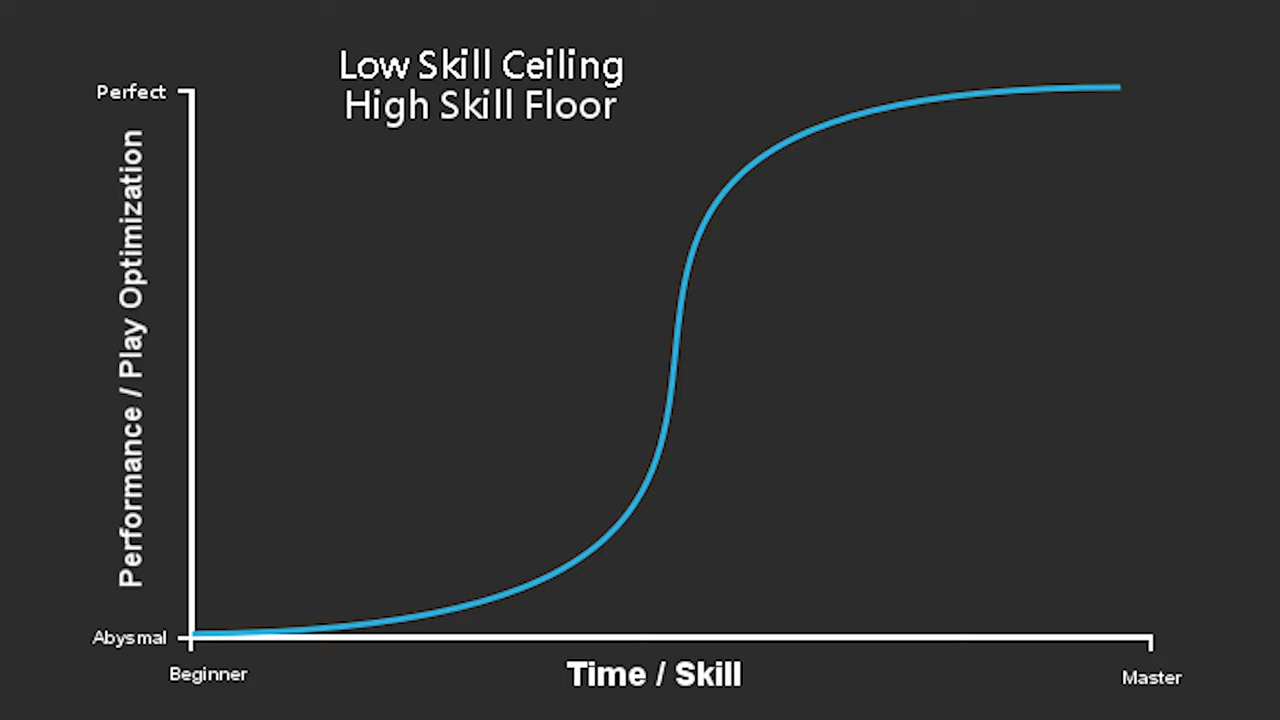 Low Skill Ceiling
High Skill Floor
Perfect
Performance / Play Optimization
Abysmal
Beginner
Time / Skill
Master